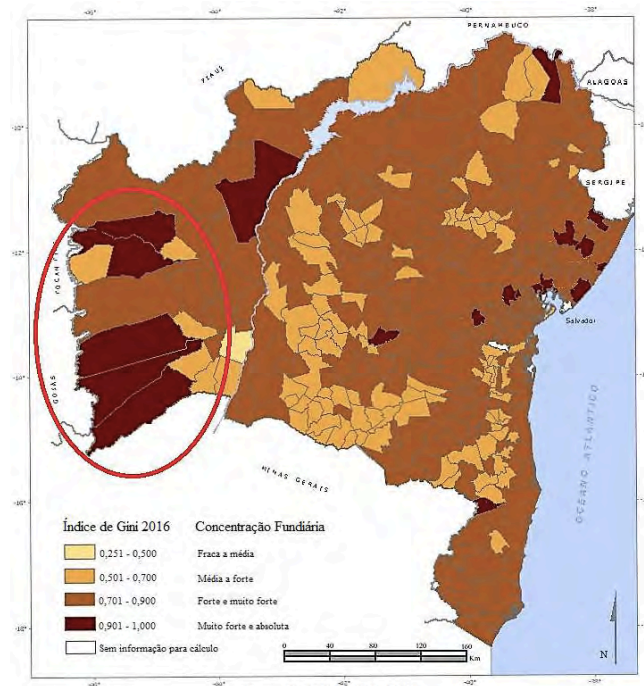 PERNAMBUCO
PIAUÍ
ALAGOAS
SERGIPE
Salvador
GOIÁS
OCEANO ATLÂNTICO
MINAS GERAIS
Índice de Gini 2016 Concentração Fundiária
0,251 - 0,500 Fraca a média
0,501 - 0,700 Média a forte
0,701 - 0,900 Forte e muito forte
0,901 - 1,000 Muito forte e absoluta
Sem informação para cálculo
0 40 80 120 160
Km
N